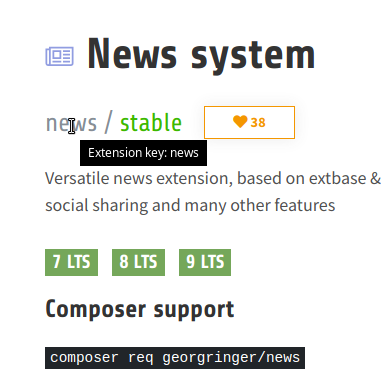 News system
news / stable
38
Extension key: news
Versatile news extension, based on extbase &
social sharing and many other features
7 LTS 8 LTS 9 LTS
Composer support
composer req georgringer/news